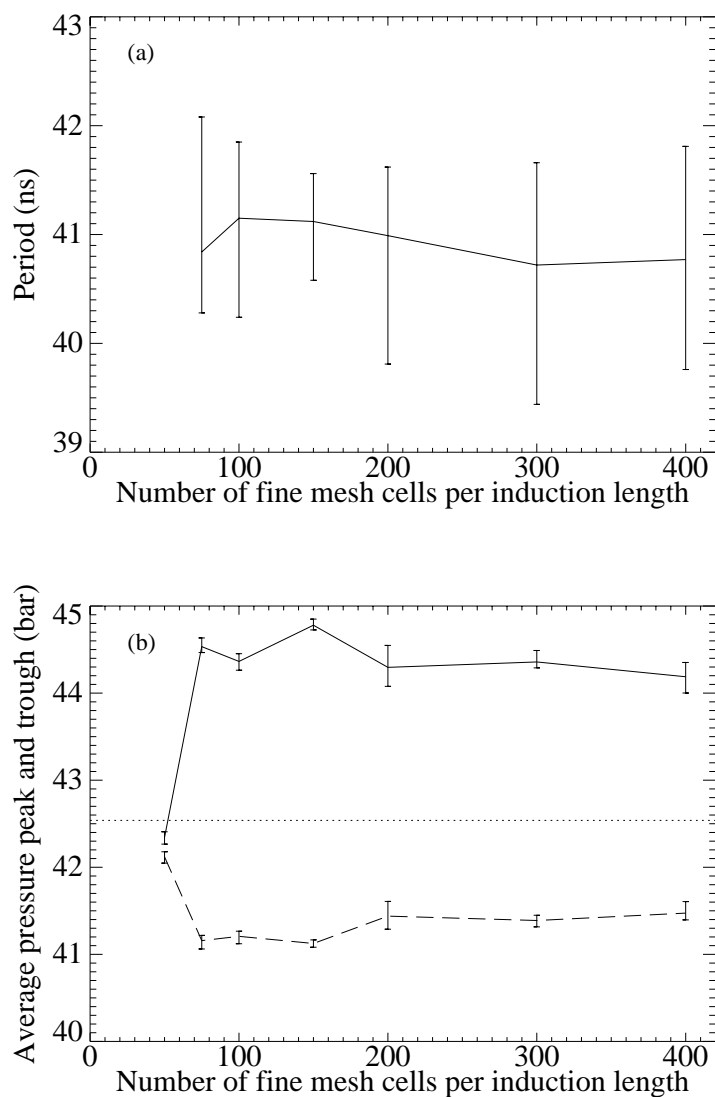 43
(a)
42
41
40
39
Period (ns)
0 100 200 300 400
Number of fine mesh cells per induction length
45
(b)
44
43
42
41
40
Average pressure peak and trough (bar)
0 100 200 300 400
Number of fine mesh cells per induction length